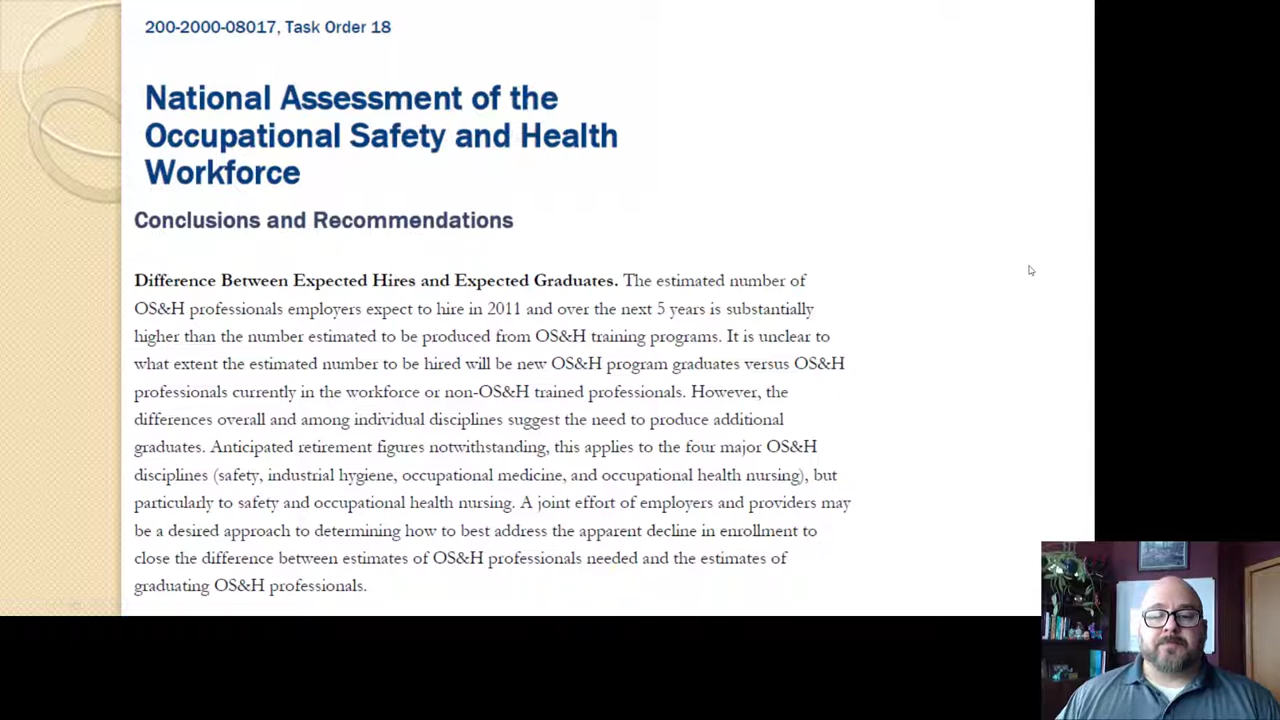 200-2000-08017, Task Order 18
National Assessment of the
Occupational Safety and Health
Workforce
Conclusions and Recommendations
Difference Between Expected Hires and Expected Graduates. The estimated number of
OS&H professionals employers expect to hire in 2011 and over the next 5 years is substantially
higher than the number estimated to be produced from OS&H training programs. It is unclear to
what extent the estimated number to be hired will be new OS&H program graduates versus OS&H
professionals currently in the workforce or non-OS&H trained professionals. However, the
differences overall and among individual disciplines suggest the need to produce additional
graduates. Anticipated retirement figures notwithstanding, this applies to the four major OS&H
disciplines (safety, industrial hygiene, occupational medicine, and occupational health nursing), but
particularly to safety and occupational health nursing. A joint effort of employers and providers may
be a desired approach to determining how to best address the apparent decline in enrollment to
close the difference between estimates of OS&H professionals needed and the estimates of
graduating OS&H professionals.